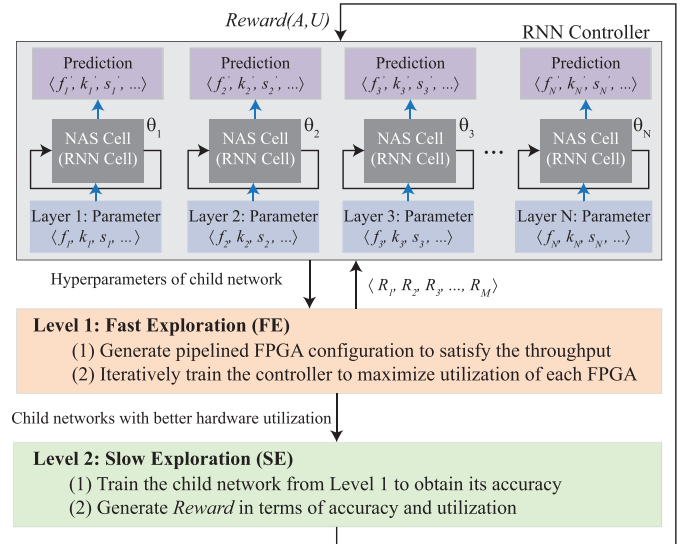 Reward(A,U)
RNN Controller
Prediction
⟨f1', k1', s1', ...⟩
Prediction
⟨f2', k2', s2', ...⟩
Prediction
⟨f3', k3', s3', ...⟩
Prediction
⟨fN', kN', sN', ...⟩
NAS Cell
(RNN Cell)
θ1
NAS Cell
(RNN Cell)
θ2
NAS Cell
(RNN Cell)
θ3
...
NAS Cell
(RNN Cell)
θN
Layer 1: Parameter
⟨f1, k1, s1, ...⟩
Layer 2: Parameter
⟨f2, k2, s2, ...⟩
Layer 3: Parameter
⟨f3, k3, s3, ...⟩
Layer N: Parameter
⟨fN, kN, sN, ...⟩
Hyperparameters of child network
⟨ R1, R2, R3, ..., RM⟩
Level 1: Fast Exploration (FE)
(1) Generate pipelined FPGA configuration to satisfy the throughput
(2) Iteratively train the controller to maximize utilization of each FPGA
Child networks with better hardware utilization
Level 2: Slow Exploration (SE)
(1) Train the child network from Level 1 to obtain its accuracy
(2) Generate Reward in terms of accuracy and utilization